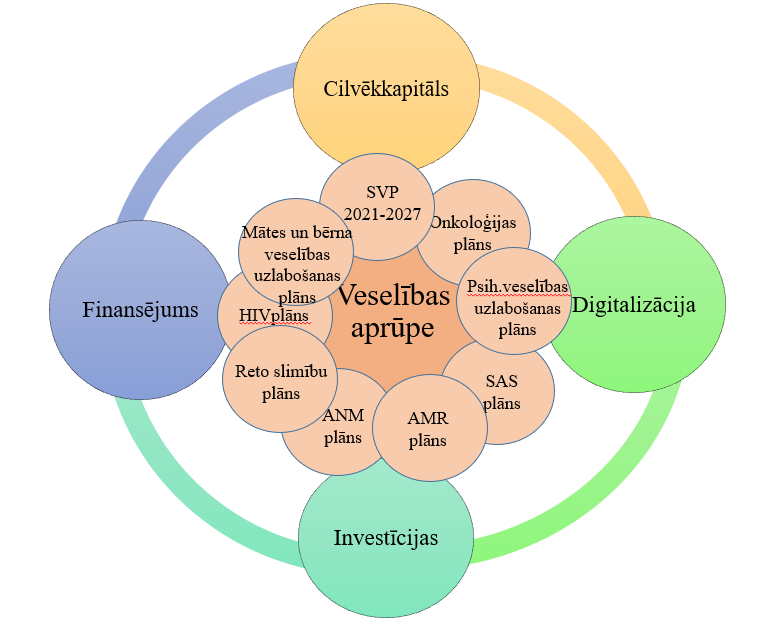 Cilvēkkapitāls
SVP
2021-2027
Onkoloģijas
plāns
Mātes un bērna
veselības
uzlabošanas
plāns
Psih.veselības
uzlabošanas
plāns
Veselības
aprūpe
Finansējums
Digitalizācija
HIVplāns
Reto slimību
plāns
SAS
plāns
ANM
plāns
AMR
plāns
Investīcijas